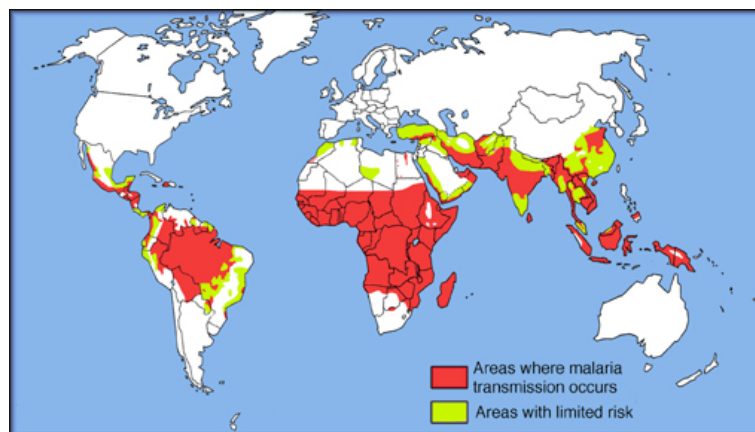 Areas where malaria
transmission occurs
Areas with limited risk